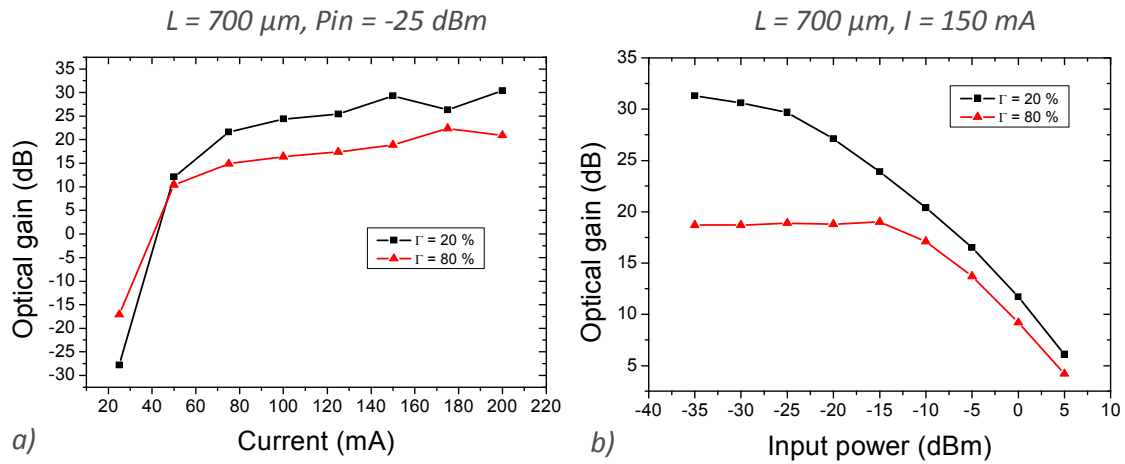 L = 700 μm, Pin = -25 dBm
35
30
25
20
15
10
5
0
-5
-10
-15
-20
-25
-30
Optical gain (dB)
Γ = 20 %
Γ = 80 %
20 40 60 80 100 120 140 160 180 200 220
Current (mA)
a)
L = 700 μm, I = 150 mA
35
30
25
20
15
10
5
Optical gain (dB)
Γ = 20 %
Γ = 80 %
-40 -35 -30 -25 -20 -15 -10 -5 0 5 10
Input power (dBm)
b)